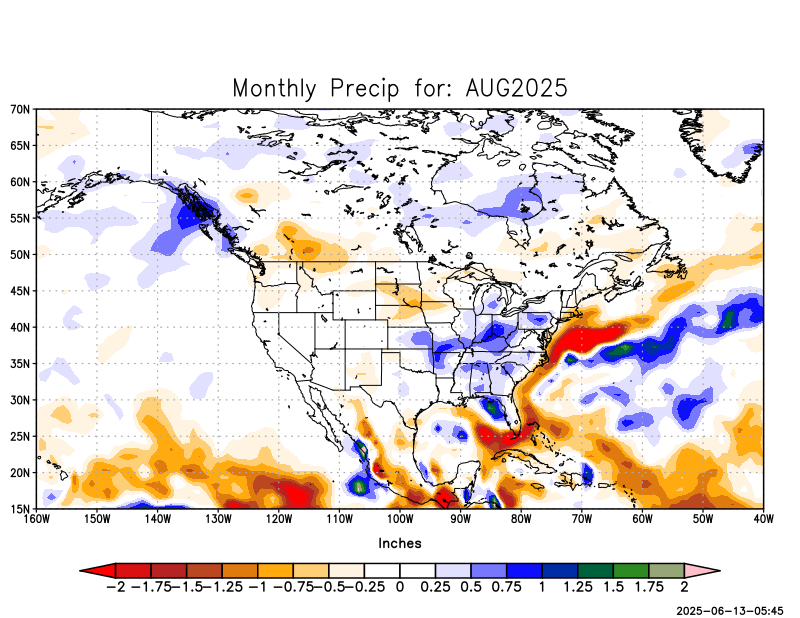 Monthly Precip for: AUG2025
70N
65N
60N
55N
50N
45N
40N
35N
30N
25N
20N
15N
160W 150W 140W 130W 120W 110W 100W 90W 80W 70W 60W 50W 40W
Inches
−2 −1.75 −1.5 −1.25 −1 −0.75 −0.5 −0.25 0 0.25 0.5 0.75 1 1.25 1.5 1.75 2
2025−06−13−05:45